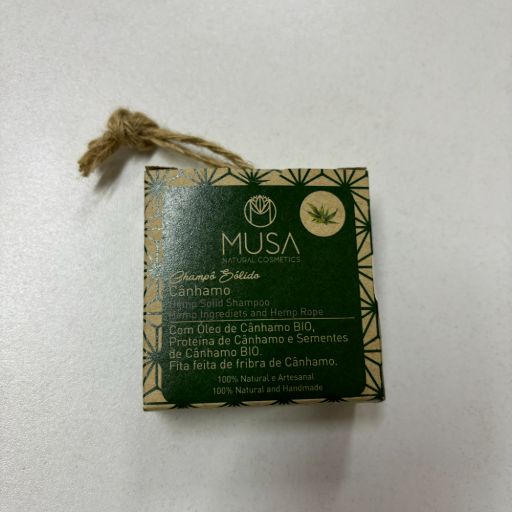 MUSA
NATURAL COSMETICS
Champô Sólido
Cânhamo
Hemp Solid Shampoo
Hemp Ingrediets and Hemp Rope
Com Óleo de Cânhamo BIO,
Proteína de Cânhamo e Sementes
de Cânhamo BIO.
Fita feita de fribra de Cânhamo.
100% Natural e Artesanal
100% Natural and Handmade